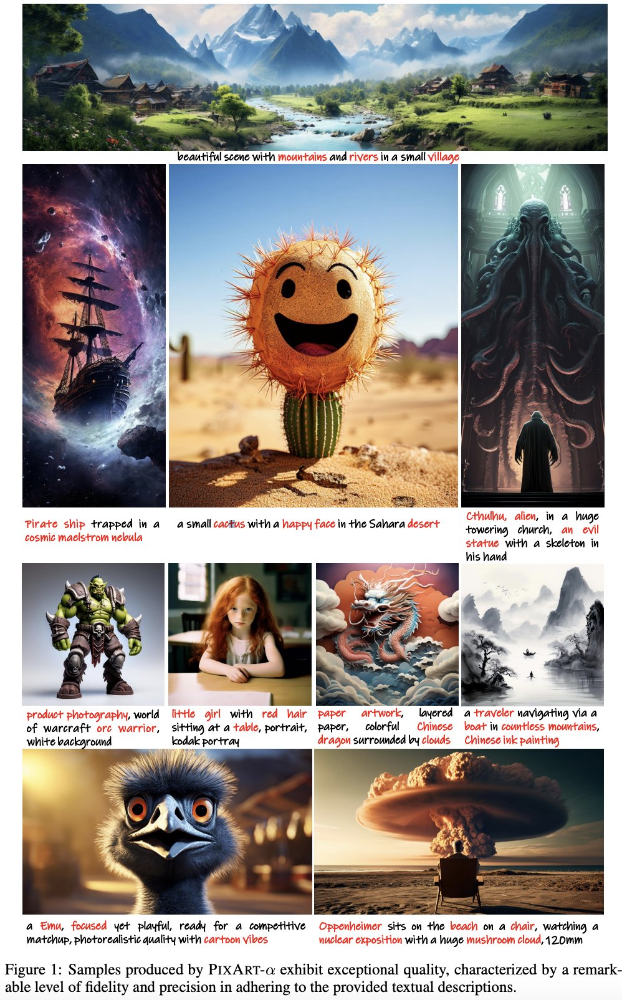 beautiful scene with mountains and rivers in a small village
Pirate ship trapped in a
cosmic maelstrom nebula
a small cactus with a happy face in the Sahara desert
Cthulhu, alien, in a huge
towering church, an evil
statue with a skeleton in
his hand
product photography, world
of warcraft orc warrior,
white background
little girl with red hair
sitting at a table, portrait,
kodak portray
paper artwork, layered
paper, colorful Chinese
dragon surrounded by clouds
a traveler navigating via a
boat in countless mountains,
Chinese ink painting
a Emu, focused yet playful, ready for a competitive
matchup, photorealistic quality with cartoon vibes
Oppenheimer sits on the beach on a chair, watching a
nuclear exposition with a huge mushroom cloud, 120mm
Figure 1: Samples produced by PIXART-α exhibit exceptional quality, characterized by a remark-
able level of fidelity and precision in adhering to the provided textual descriptions.